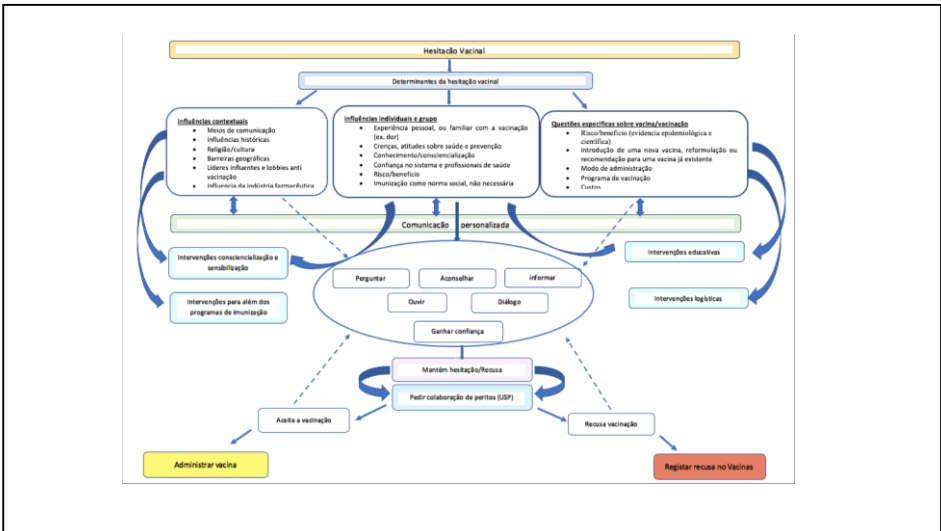 Hesitação Vacinal
Determinantes da hesitação vacinal
Influências contextuais
• Meios de comunicação
• Influências históricas
• Religião/cultura
• Barreiras geográficas
• Líderes influentes e lobbies anti
vacinação
• Influencia da indústria farmacêutica
Influências individuais e grupo
• Experiência pessoal, ou familiar com a vacinação
(ex. dor)
• Crenças, atitudes sobre saúde e prevenção
• Conhecimento/consciencialização
• Confiança no sistema e profissionais de saúde
• Risco/benefício
• Imunização como norma social, não necessária
Questões específicas sobre vacina/vacinação
• Risco/benefício (evidencia epidemiológica e
científica)
• Introdução de uma nova vacina, reformulação ou
recomendação para uma vacina já existente
• Modo de administração
• Programa de vacinação
• Custos
Comunicação personalizada
Intervenções consciencialização e
sensibilização
Intervenções para além dos
programas de imunização
Intervenções educativas
Intervenções logísticas
Perguntar
Aconselhar
informar
Ouvir
Diálogo
Ganhar confiança
Mantém hesitação/Recusa
Pedir colaboração de peritos (USP)
Aceita a vacinação
Recusa vacinação
Administrar vacina
Registar recusa no Vacinas